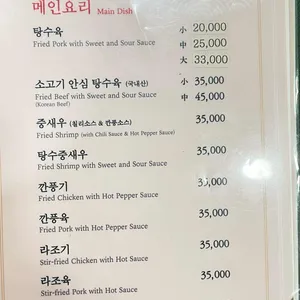 메인요리 Main Dish
탕수육 小 20,000
Fried Pork with Sweet and Sour Sauce 中 25,000
大 33,000
소고기 안심 탕수육 (국내산) 小 35,000
Fried Beef with Sweet and Sour Sauce 中 45,000
(Korean Beef)
중새우 (칠리소스 & 깐풍소스) 35,000
Fried Shrimp (with Chili Sauce & Hot Pepper Sauce)
탕수중새우 35,000
Fried Shrimp with Sweet and Sour Sauce
깐풍기 35,000
Fried Chicken with Hot Pepper Sauce
깐풍육 35,000
Fried Pork with Hot Pepper Sauce
라조기 35,000
Stir-fried Chicken with Hot Sauce
라조육 35,000
Stir-fried Pork with Hot Sauce